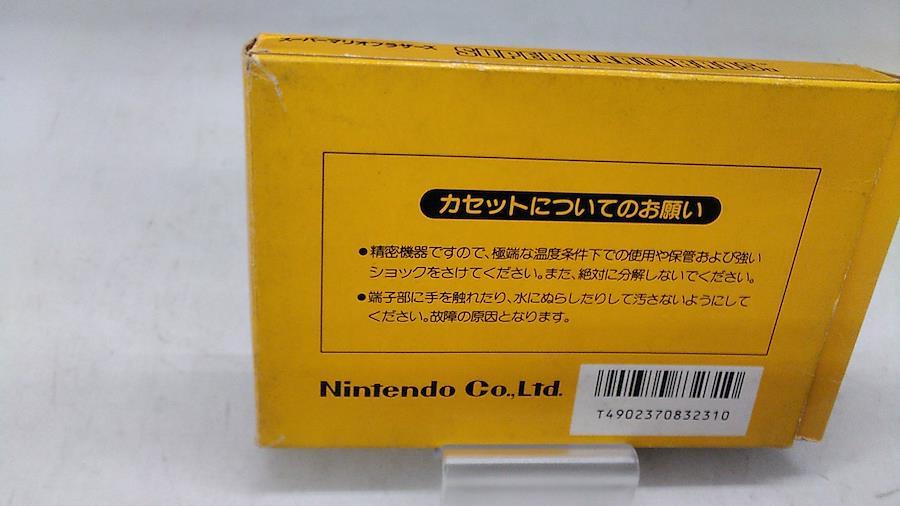 スーパーマリオブラザーズ SUPER MARIO BROS.™
カセットについてのお願い
●精密機器ですので、極端な温度条件下での使用や保管および強い
ショックをさけてください。また、絶対に分解しないでください。
●端子部に手を触れたり、水にぬらしたりして汚さないようにして
ください。故障の原因となります。
Nintendo Co.,Ltd.
T4902370832310